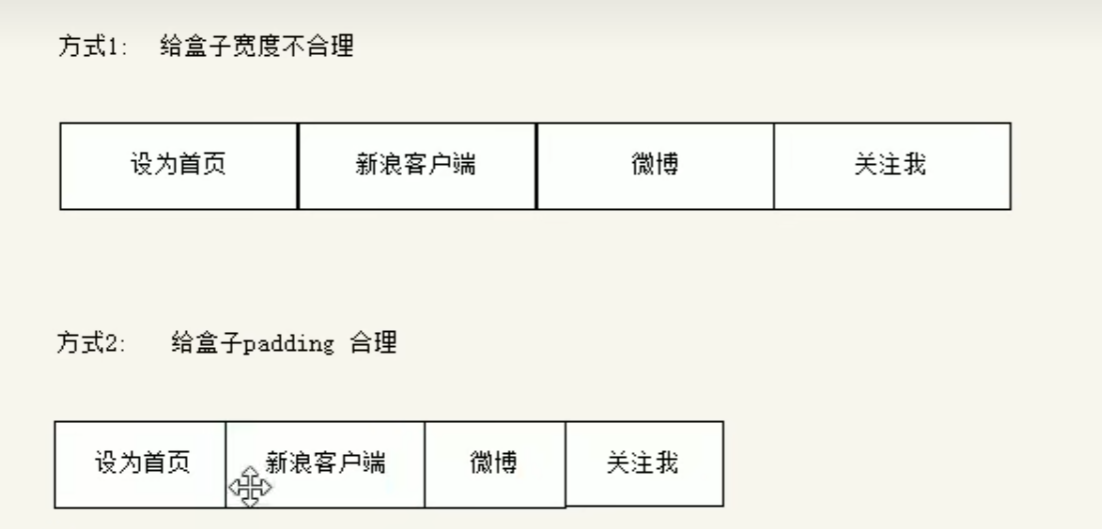 方式1: 给盒子宽度不合理
设为首页 新浪客户端 微博 关注我
方式2: 给盒子padding 合理
设为首页 新浪客户端 微博 关注我